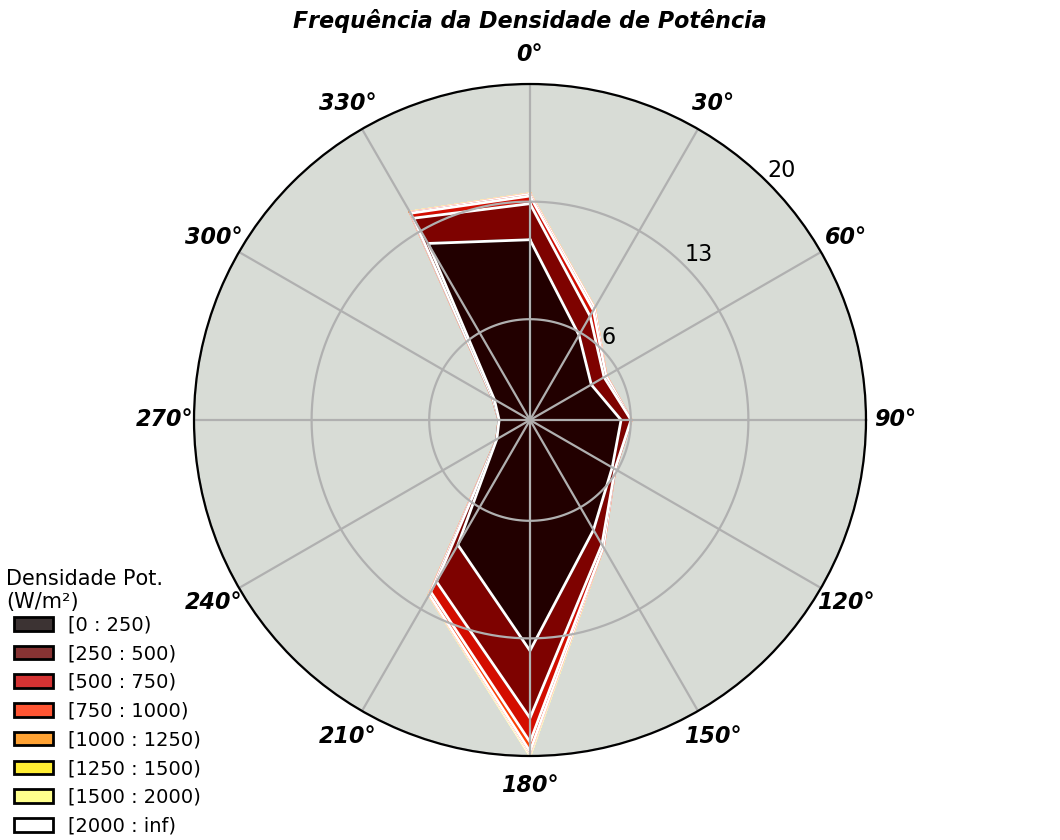 Frequência da Densidade de Potência
0°
330°
30°
20
300°
60°
13
6
270°
90°
Densidade Pot.
(W/m²)
240°
120°
[0 : 250)
[250 : 500)
[500 : 750)
[750 : 1000)
210°
150°
[1000 : 1250)
[1250 : 1500)
180°
[1500 : 2000)
[2000 : inf)